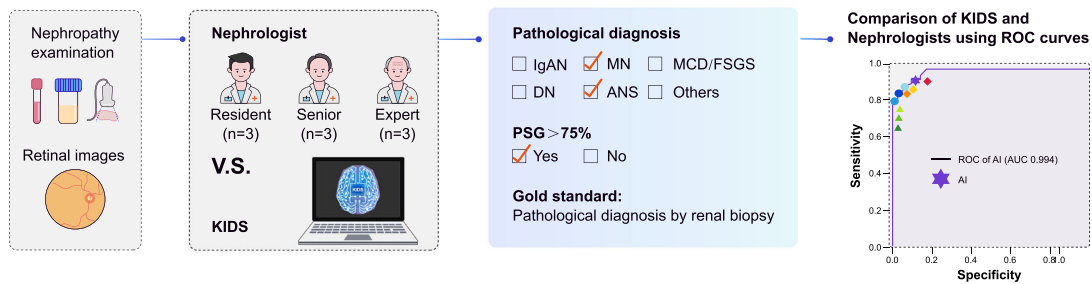 Nephropathy
examination
Retinal images
Nephrologist
Resident
(n=3)
Senior
(n=3)
Expert
(n=3)
V.S.
KIDS
KIDS
Pathological diagnosis
IgAN
MN
MCD/FSGS
DN
ANS
Others
PSG>75%
Yes
No
Gold standard:
Pathological diagnosis by renal biopsy
Comparison of KIDS and
Nephrologists using ROC curves
Sensitivity
1.0
0.8
0.6
0.4
0.2
0.0
ROC of AI (AUC 0.994)
AI
0.0
0.2
0.4
0.6
0.8
1.0
Specificity